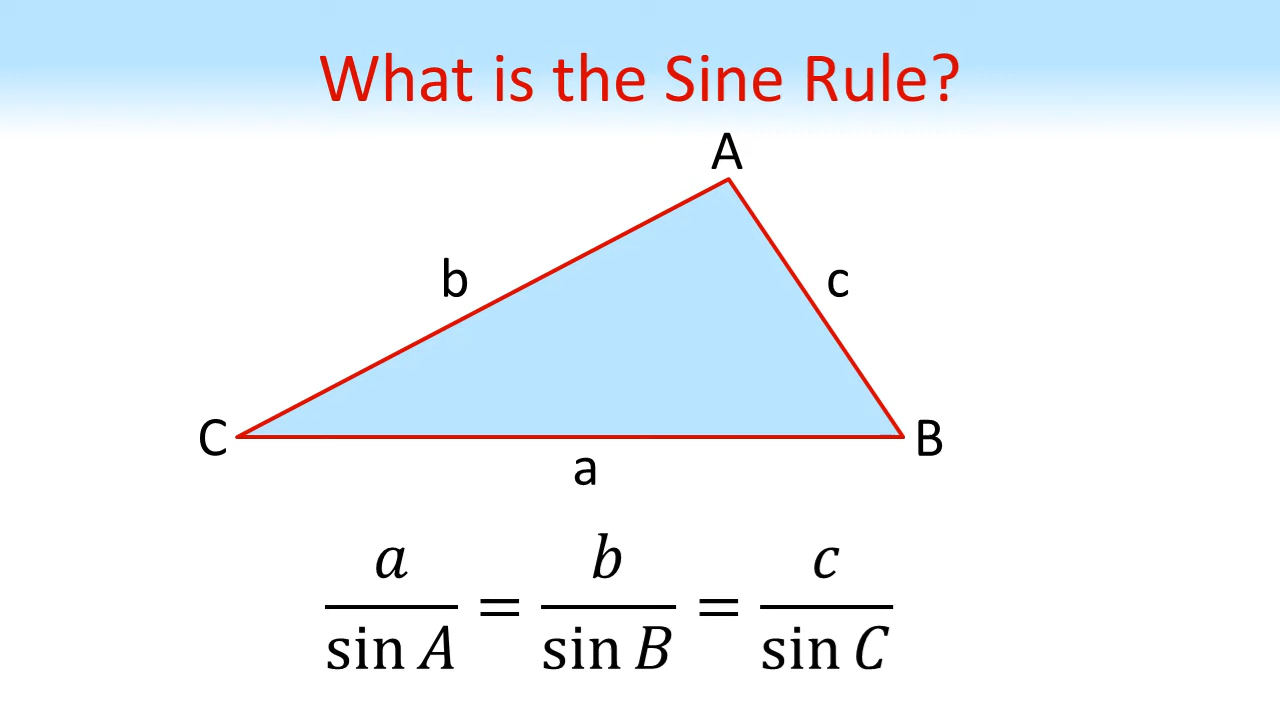 What is the Sine Rule?
A
b
c
C
B
a
a/sin A = b/sin B = c/sin C